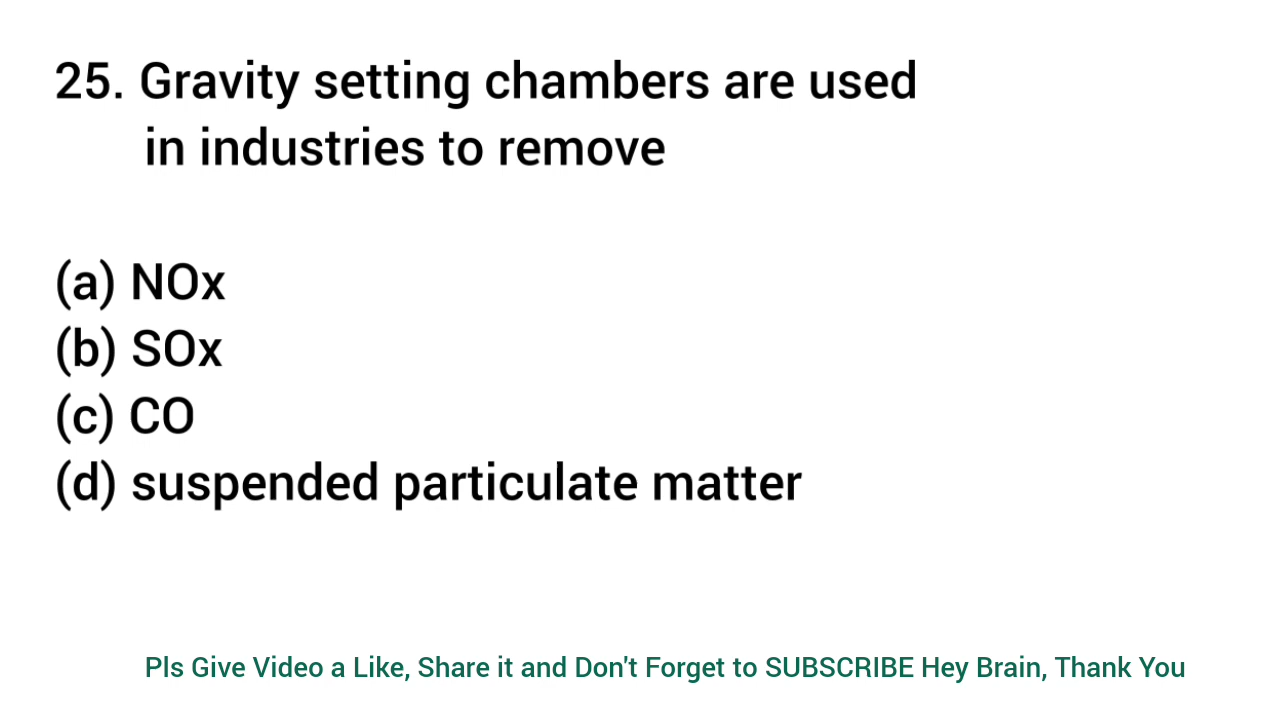 25. Gravity setting chambers are used
in industries to remove
(a) NOx
(b) SOx
(c) CO
(d) suspended particulate matter
Pls Give Video a Like, Share it and Don't Forget to SUBSCRIBE Hey Brain, Thank You